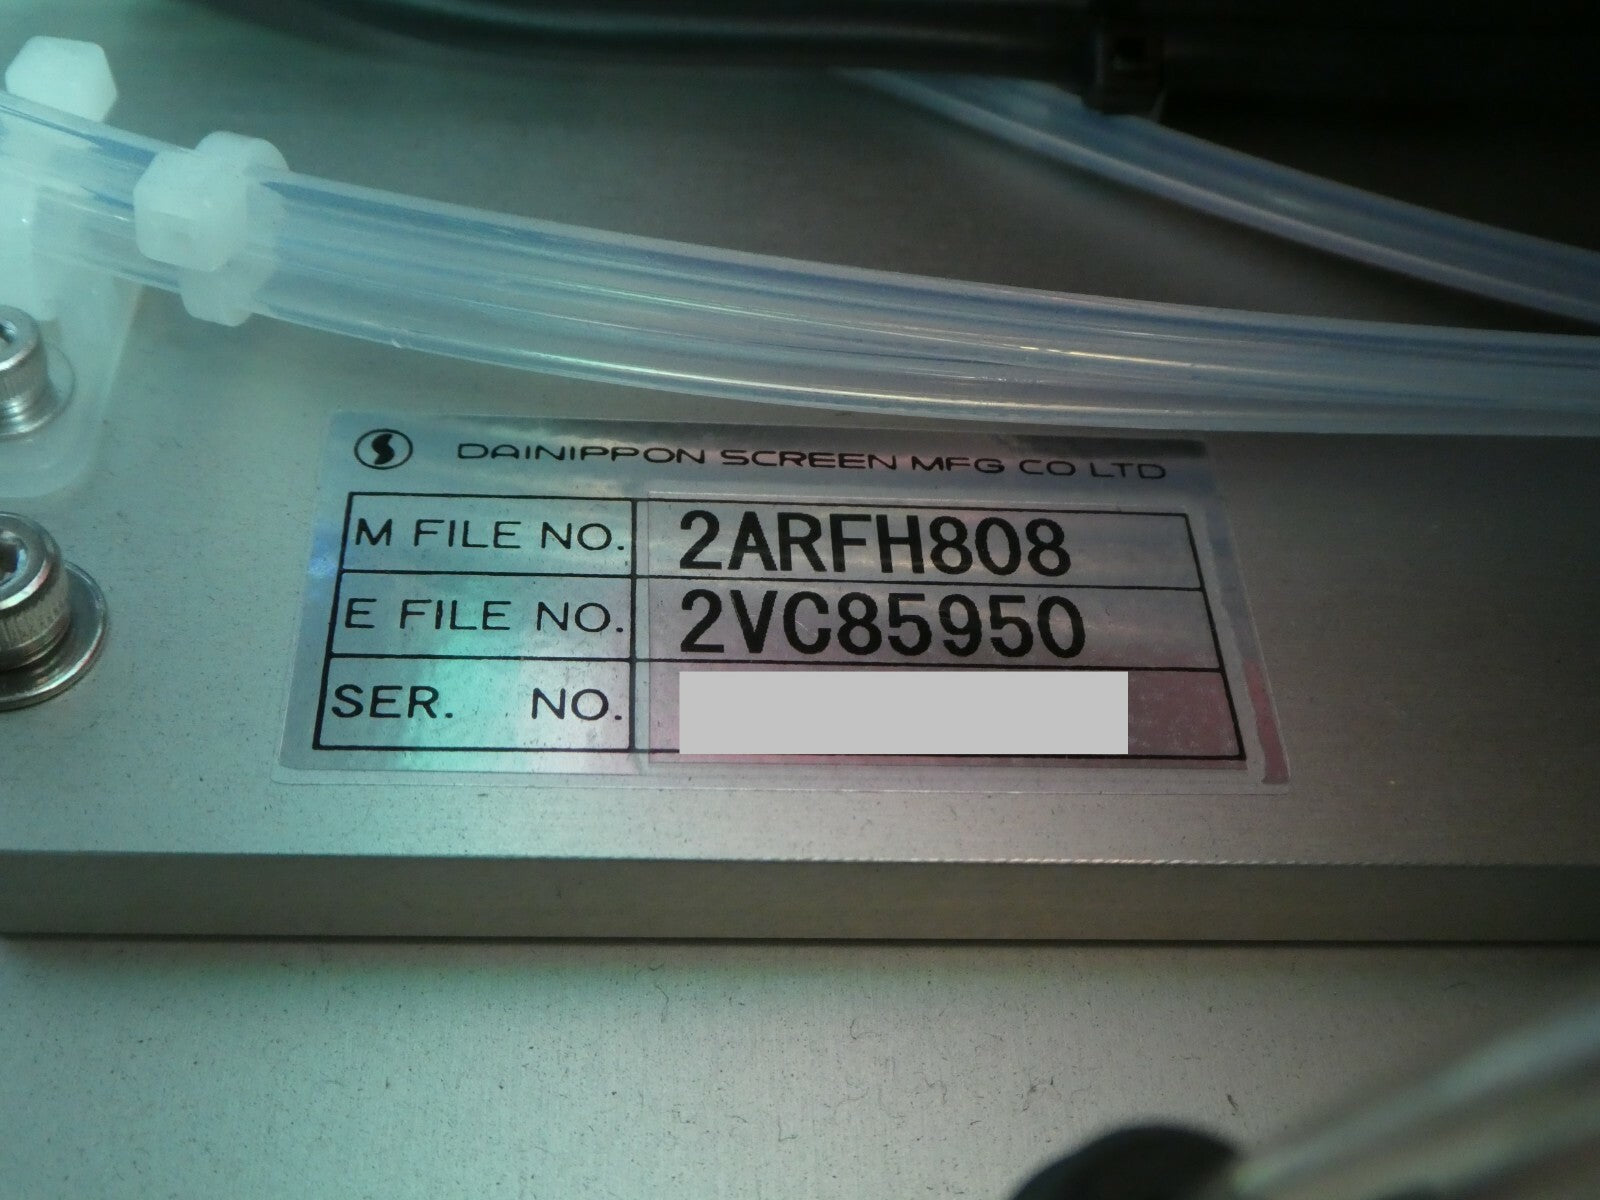 DAINIPPON SCREEN MFG CO LTD
M FILE NO. 2ARFH808
E FILE NO. 2VC85950
SER. NO.